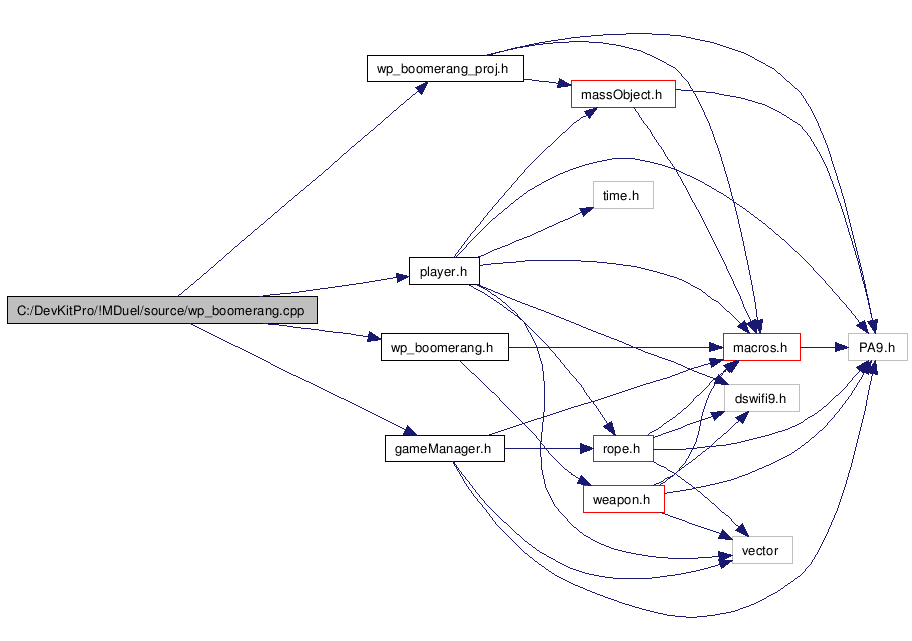 wp_boomerang_proj.h
massObject.h
time.h
player.h
C:/DevKitPro/!MDuel/source/wp_boomerang.cpp
wp_boomerang.h
macros.h
PA9.h
dswifi9.h
gameManager.h
rope.h
weapon.h
vector